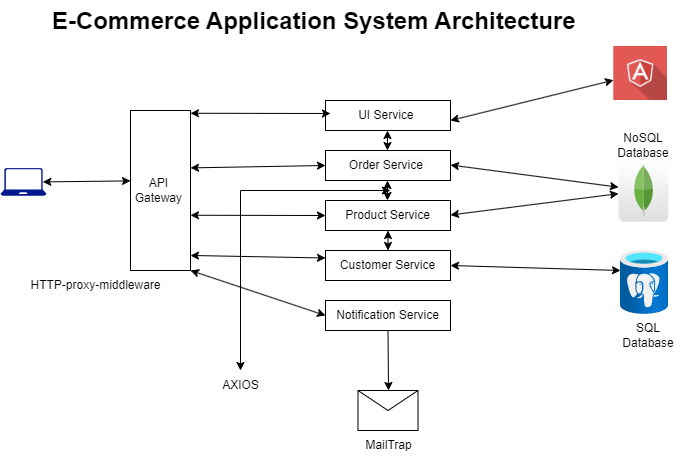 E-Commerce Application System Architecture
A
UI Service
NoSQL
Database
Order Service
API
Gateway
Product Service
Customer Service
HTTP-proxy-middleware
Notification Service
SQL
Database
AXIOS
MailTrap